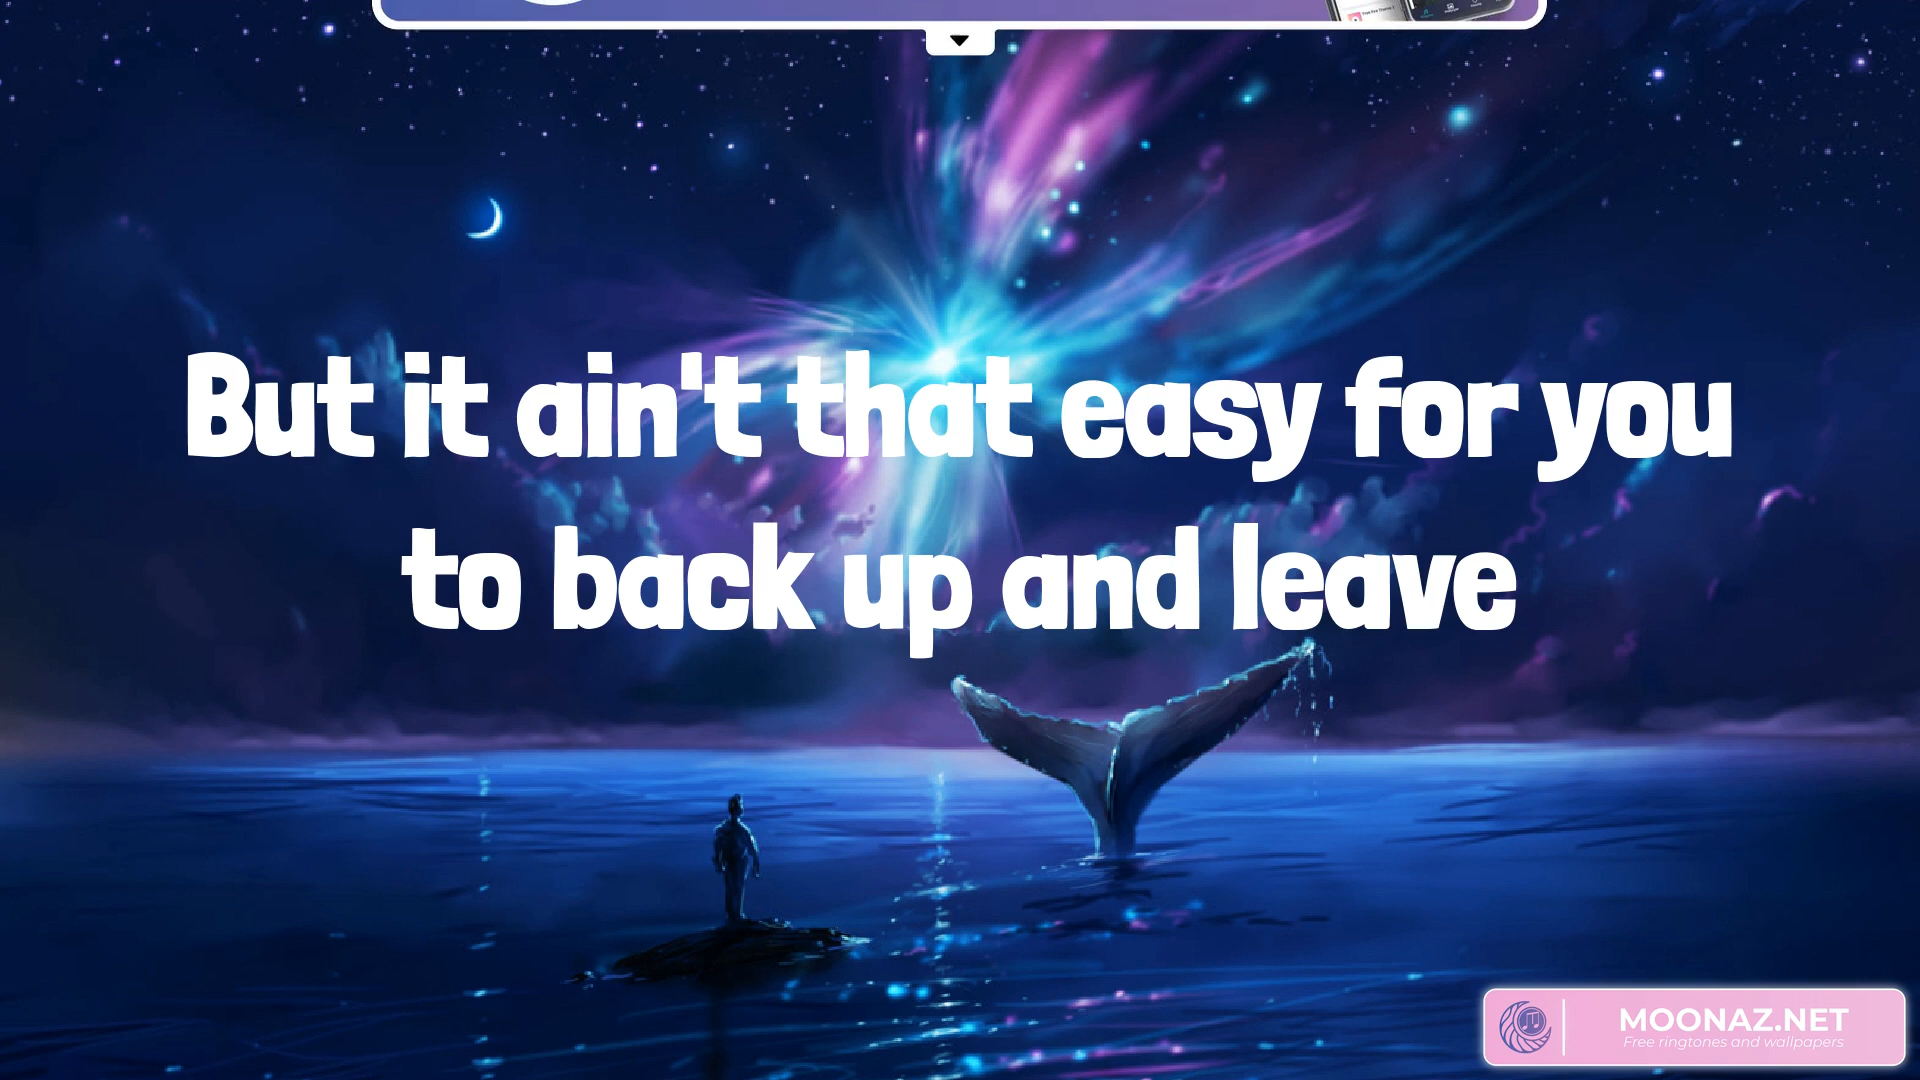 But it ain't that easy for you
to back up and leave
MOONAZ.NET
Free ringtones and wallpapers